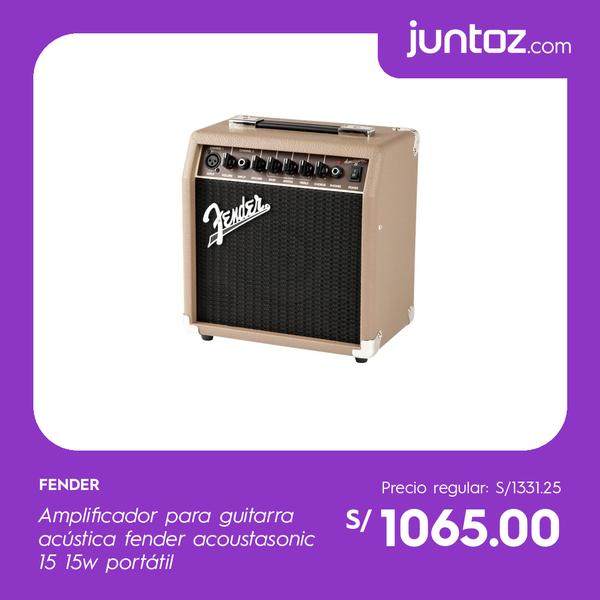 juntoz.com
Fender
FENDER
Amplificador para guitarra
acústica fender acoustasonic
15 15w portátil
Precio regular: S/1331.25
S/1065.00